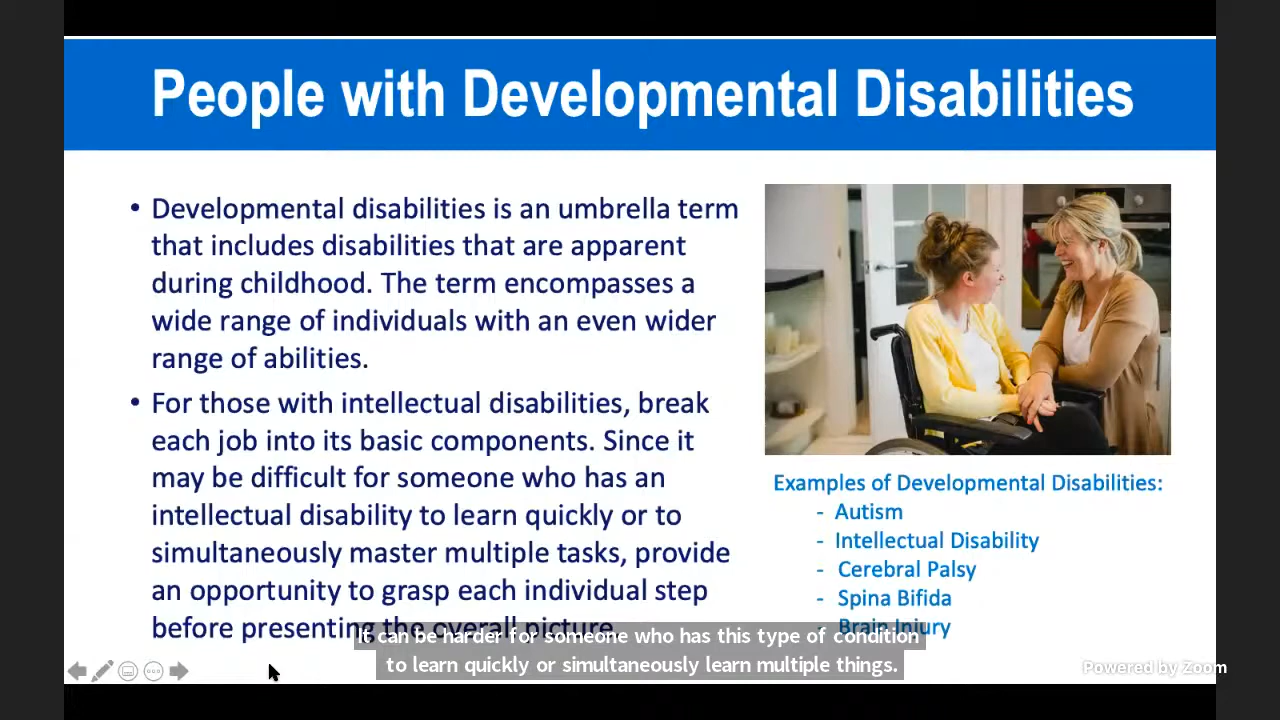 People with Developmental Disabilities
• Developmental disabilities is an umbrella term
that includes disabilities that are apparent
during childhood. The term encompasses a
wide range of individuals with an even wider
range of abilities.
• For those with intellectual disabilities, break
each job into its basic components. Since it
may be difficult for someone who has an
intellectual disability to learn quickly or to
simultaneously master multiple tasks, provide
an opportunity to grasp each individual step
before presenting the overall picture.
Examples of Developmental Disabilities:
- Autism
- Intellectual Disability
- Cerebral Palsy
- Spina Bifida
- Brain Injury
It can be harder for someone who has this type of condition
to learn quickly or simultaneously learn multiple things.
Powered by Zoom